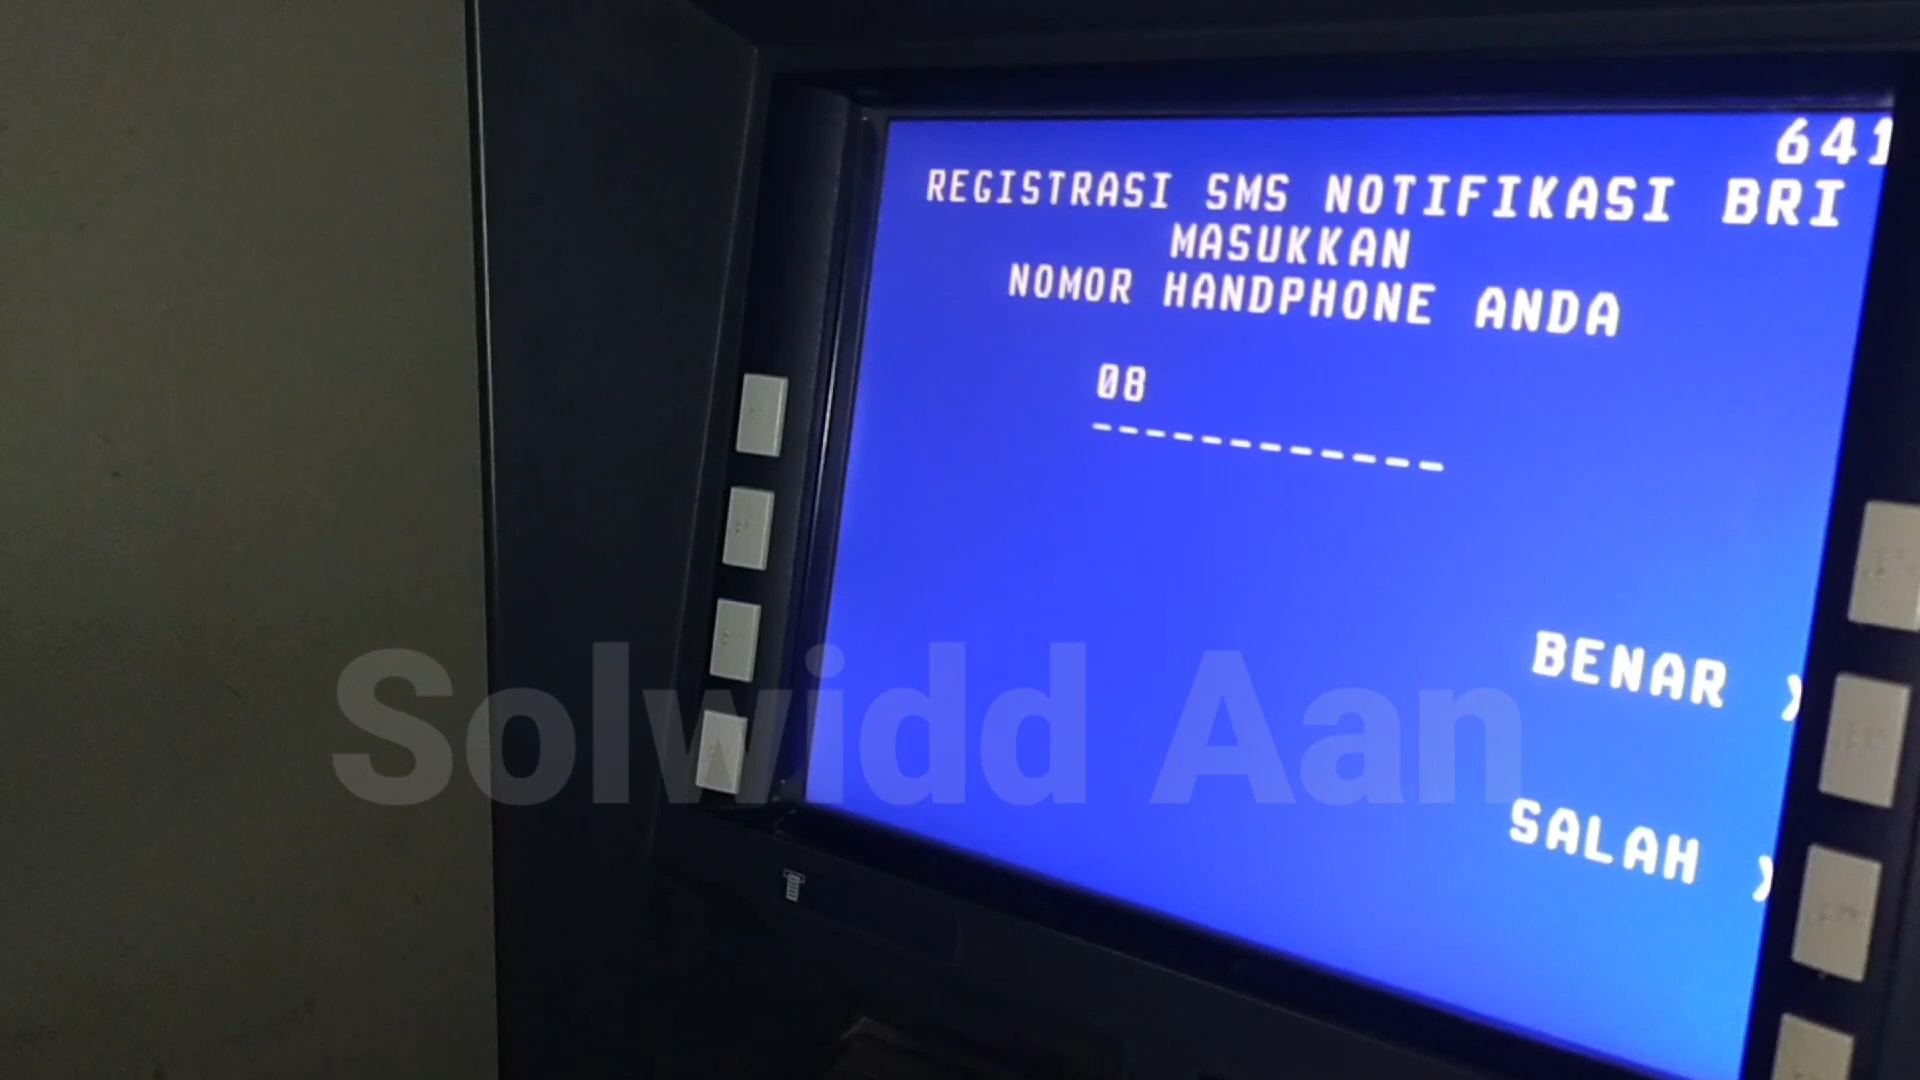 641
REGISTRASI SMS NOTIFIKASI BRI
MASUKKAN
NOMOR HANDPHONE ANDA
08
------------
BENAR >
SALAH >
Solwidd Aan